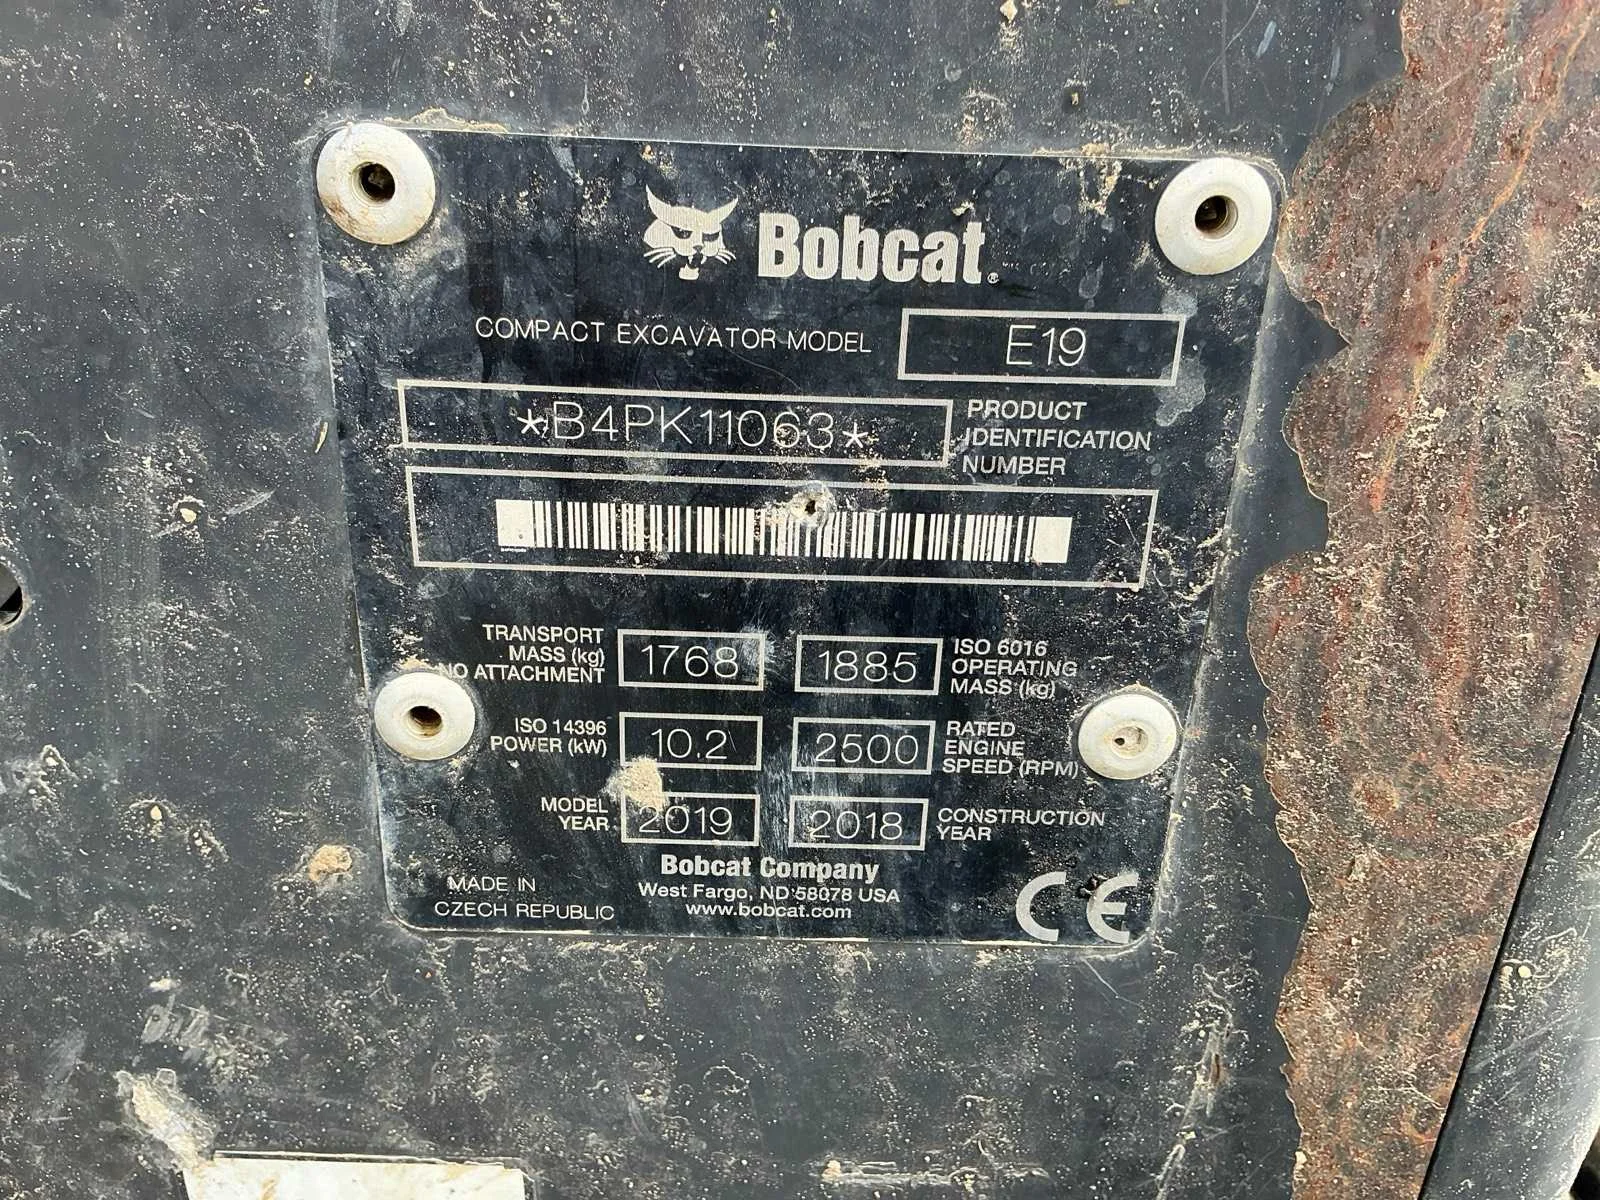 Bobcat®
COMPACT EXCAVATOR MODEL E19
*B4PK11063*
PRODUCT
IDENTIFICATION
NUMBER
TRANSPORT
MASS (kg)
NO ATTACHMENT
1768
1885
ISO 6016
OPERATING
MASS (kg)
ISO 14396
POWER (kW)
10.2
2500
RATED
ENGINE
SPEED (RPM)
MODEL
YEAR
2019
2018
CONSTRUCTION
YEAR
Bobcat Company
West Fargo, ND 58078 USA
www.bobcat.com
MADE IN
CZECH REPUBLIC
CE